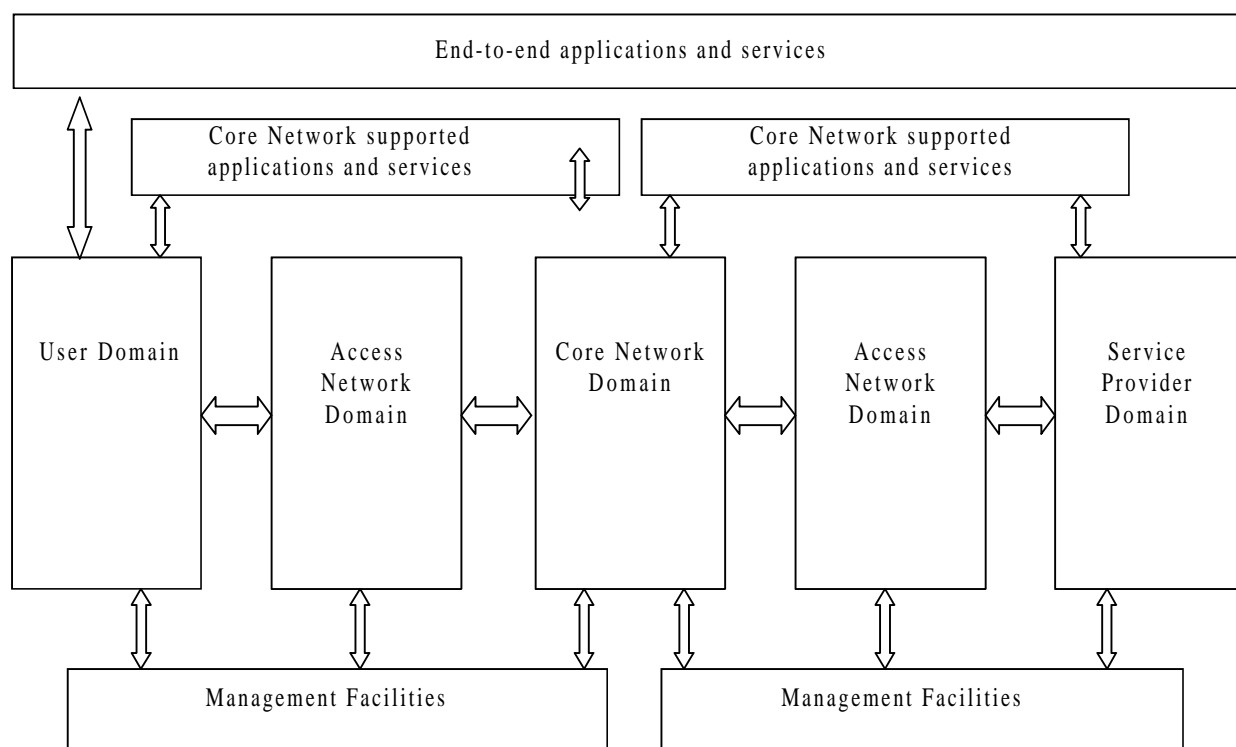 End-to-end applications and services
Core Network supported
applications and services
Core Network supported
applications and services
User Domain
Access
Network
Domain
Core Network
Domain
Access
Network
Domain
Service
Provider
Domain
Management Facilities
Management Facilities